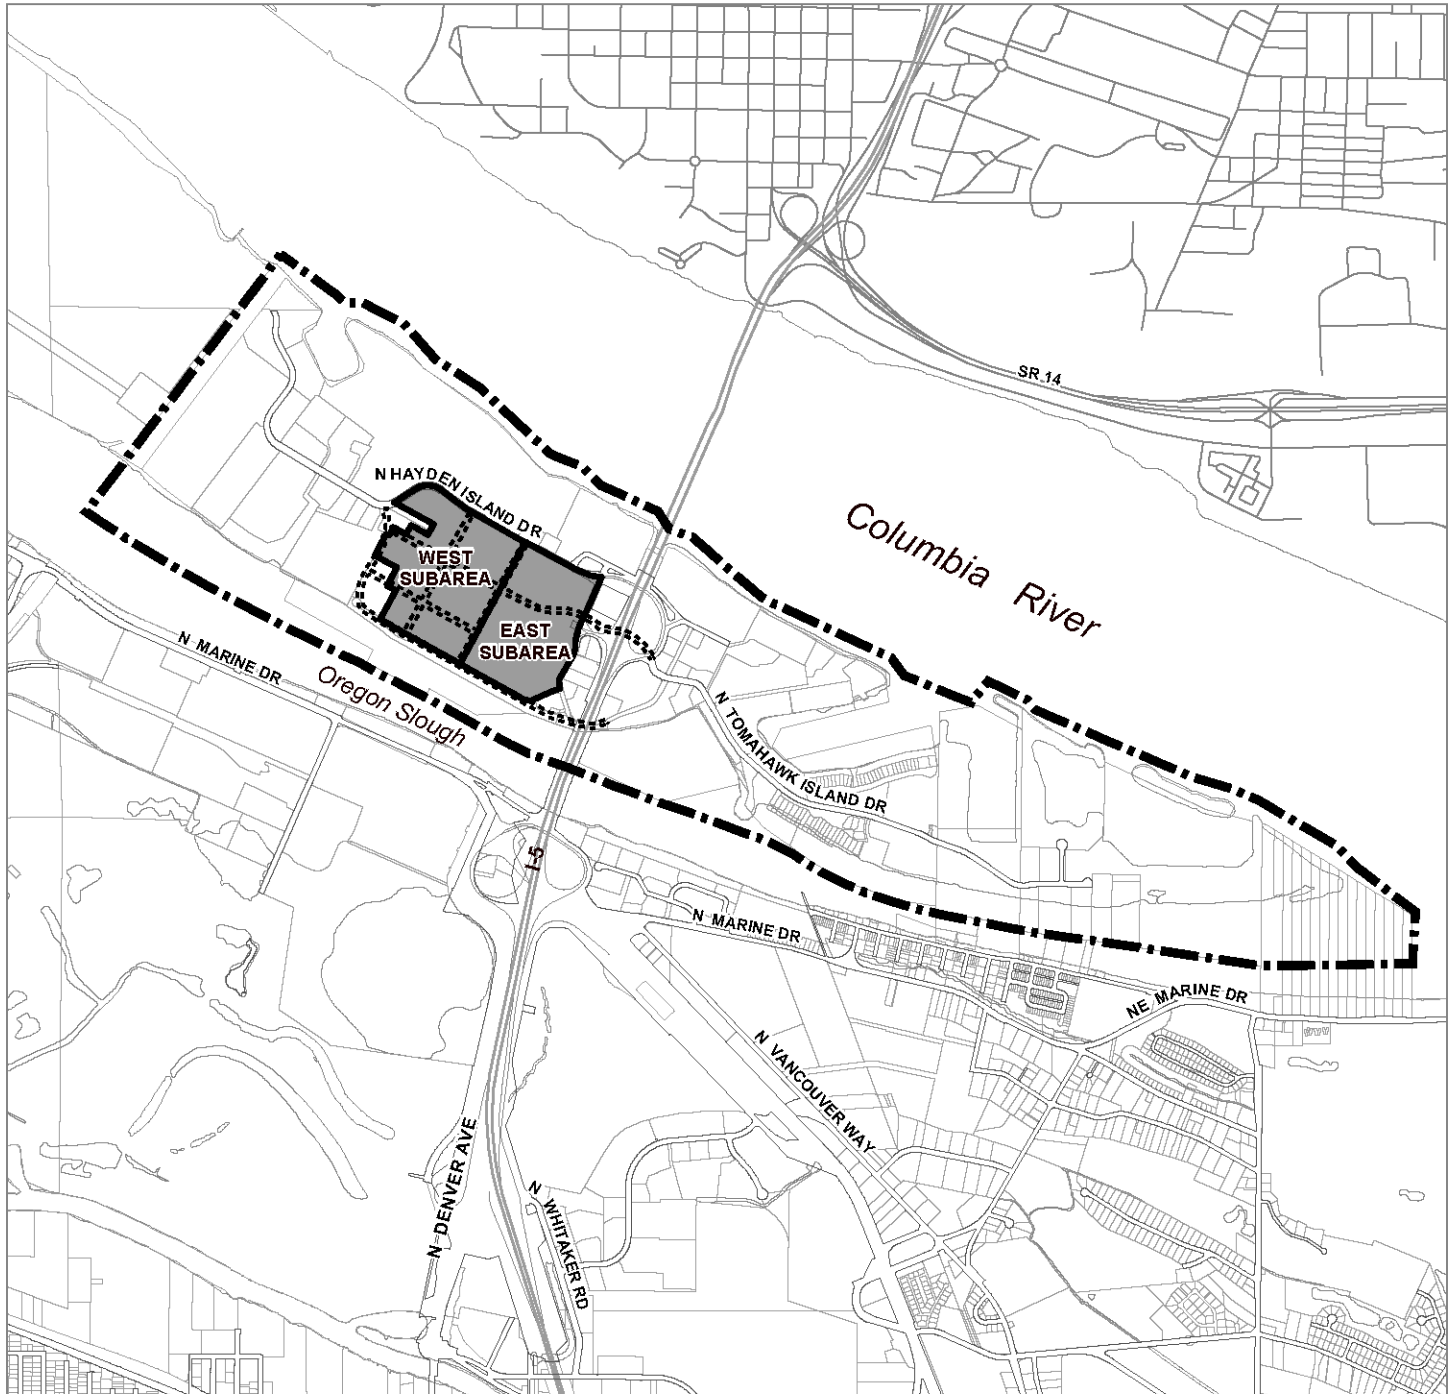 SR 14
Columbia River
N HAYDEN ISLAND DR
WEST
SUBAREA
EAST
SUBAREA
N MARINE DR
Oregon Slough
N TOMAHAWK ISLAND DR
I-5
N MARINE DR
NE MARINE DR
N VANCOUVER WAY
N DENVER AVE
N WHITAKER RD